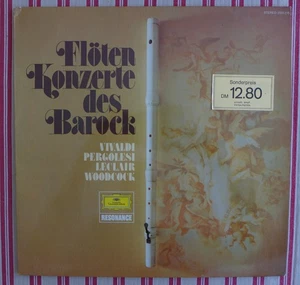 Flöten
Konzerte
des
Barock
VIVALDI
PERGOLESI
LECLAIR
WOODCOCK
RESONANCE
Sonderpreis
DM 12.80